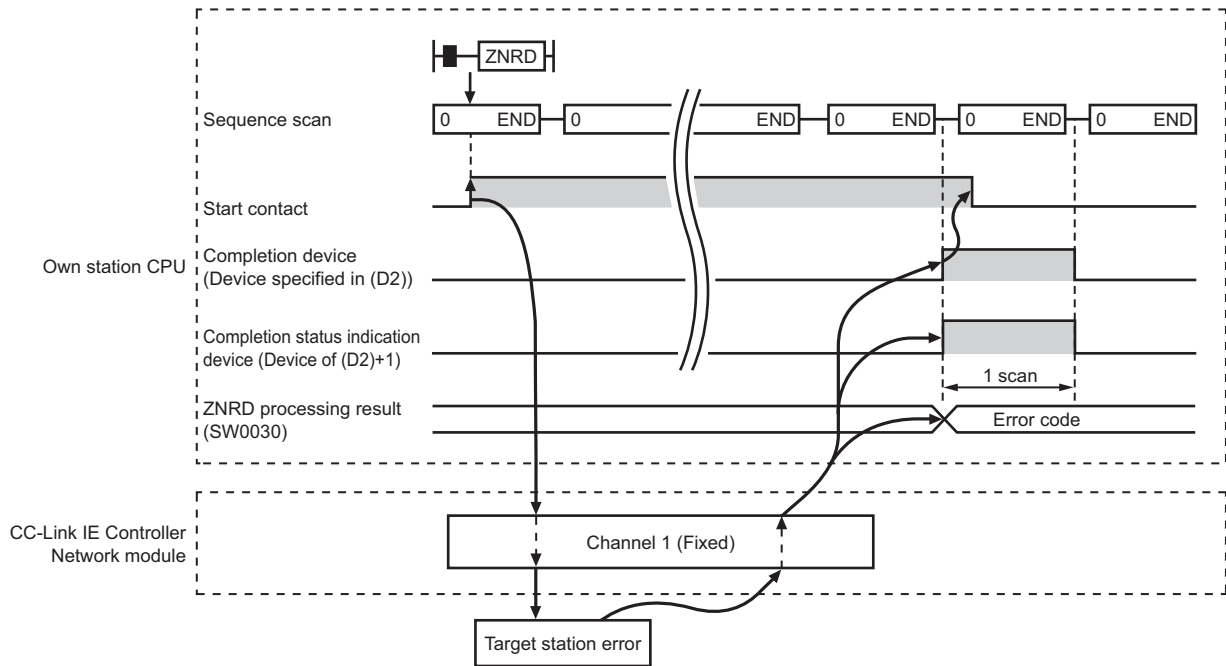 ZNRD
Sequence scan
0 END 0 END 0 END 0 END 0 END
Start contact
Own station CPU
Completion device
(Device specified in (D2))
Completion status indication
device (Device of (D2)+1)
1 scan
ZNRD processing result
(SW0030)
Error code
CC-Link IE Controller
Network module
Channel 1 (Fixed)
Target station error